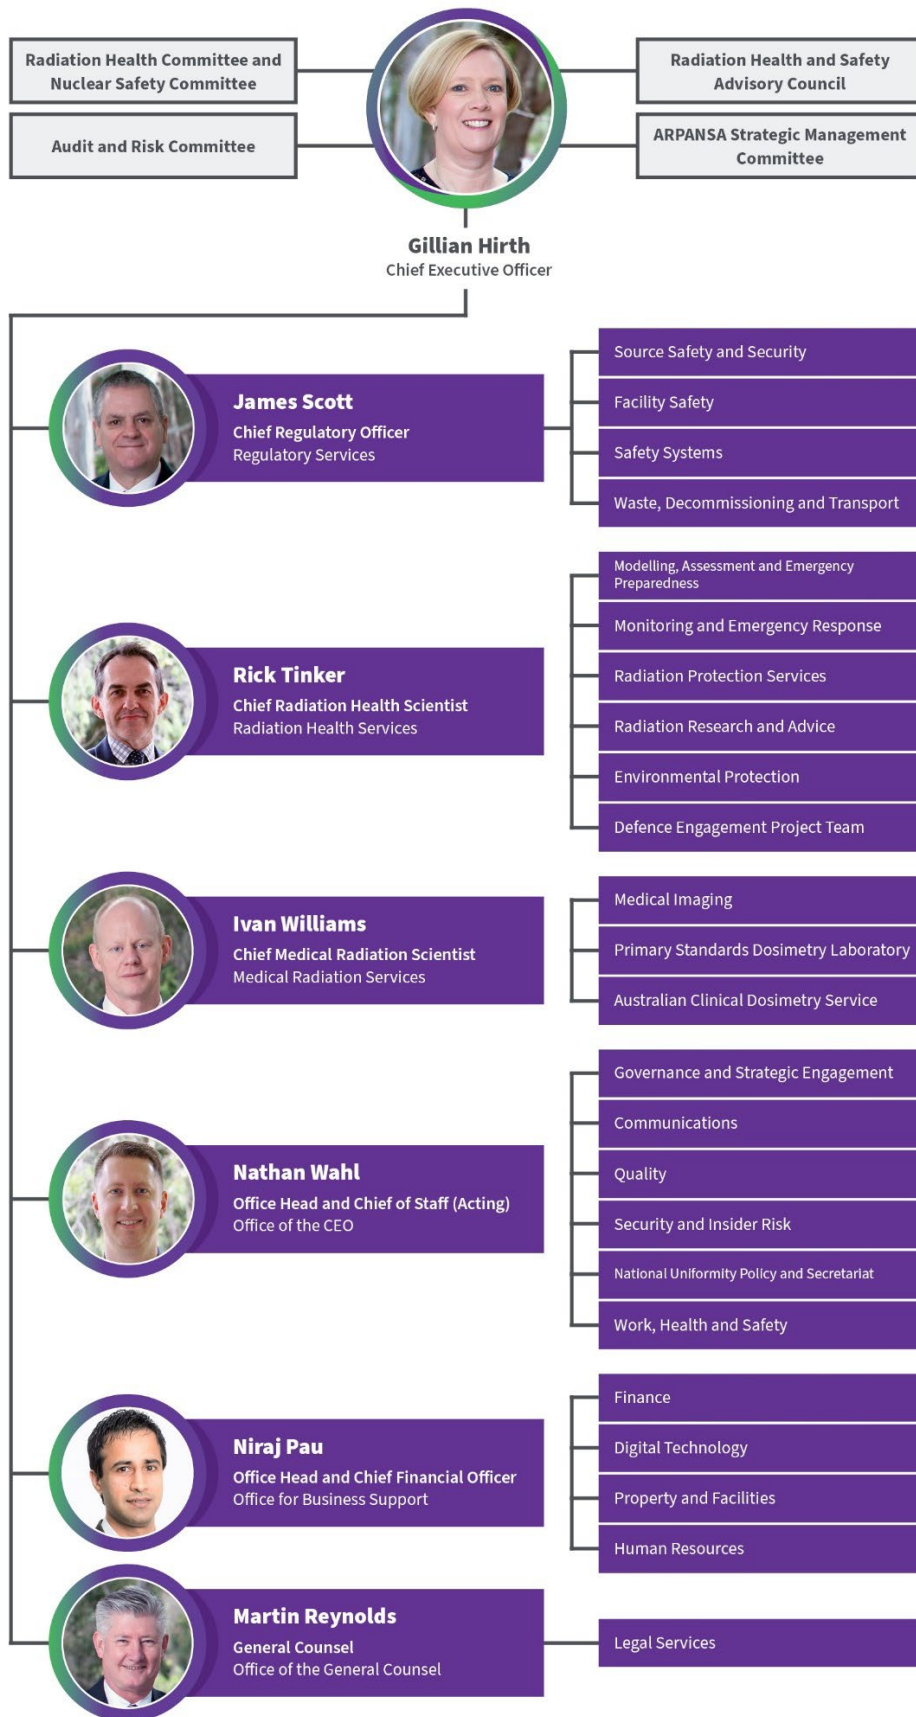 Radiation Health Committee and
Nuclear Safety Committee
Radiation Health and Safety
Advisory Council
Audit and Risk Committee
ARPANSA Strategic Management
Committee
Gillian Hirth
Chief Executive Officer
James Scott
Chief Regulatory Officer
Regulatory Services
Source Safety and Security
Facility Safety
Safety Systems
Waste, Decommissioning and Transport
Rick Tinker
Chief Radiation Health Scientist
Radiation Health Services
Modelling, Assessment and Emergency
Preparedness
Monitoring and Emergency Response
Radiation Protection Services
Radiation Research and Advice
Environmental Protection
Defence Engagement Project Team
Ivan Williams
Chief Medical Radiation Scientist
Medical Radiation Services
Medical Imaging
Primary Standards Dosimetry Laboratory
Australian Clinical Dosimetry Service
Nathan Wahl
Office Head and Chief of Staff (Acting)
Office of the CEO
Governance and Strategic Engagement
Communications
Quality
Security and Insider Risk
National Uniformity Policy and Secretariat
Work, Health and Safety
Niraj Pau
Office Head and Chief Financial Officer
Office for Business Support
Finance
Digital Technology
Property and Facilities
Human Resources
Martin Reynolds
General Counsel
Office of the General Counsel
Legal Services